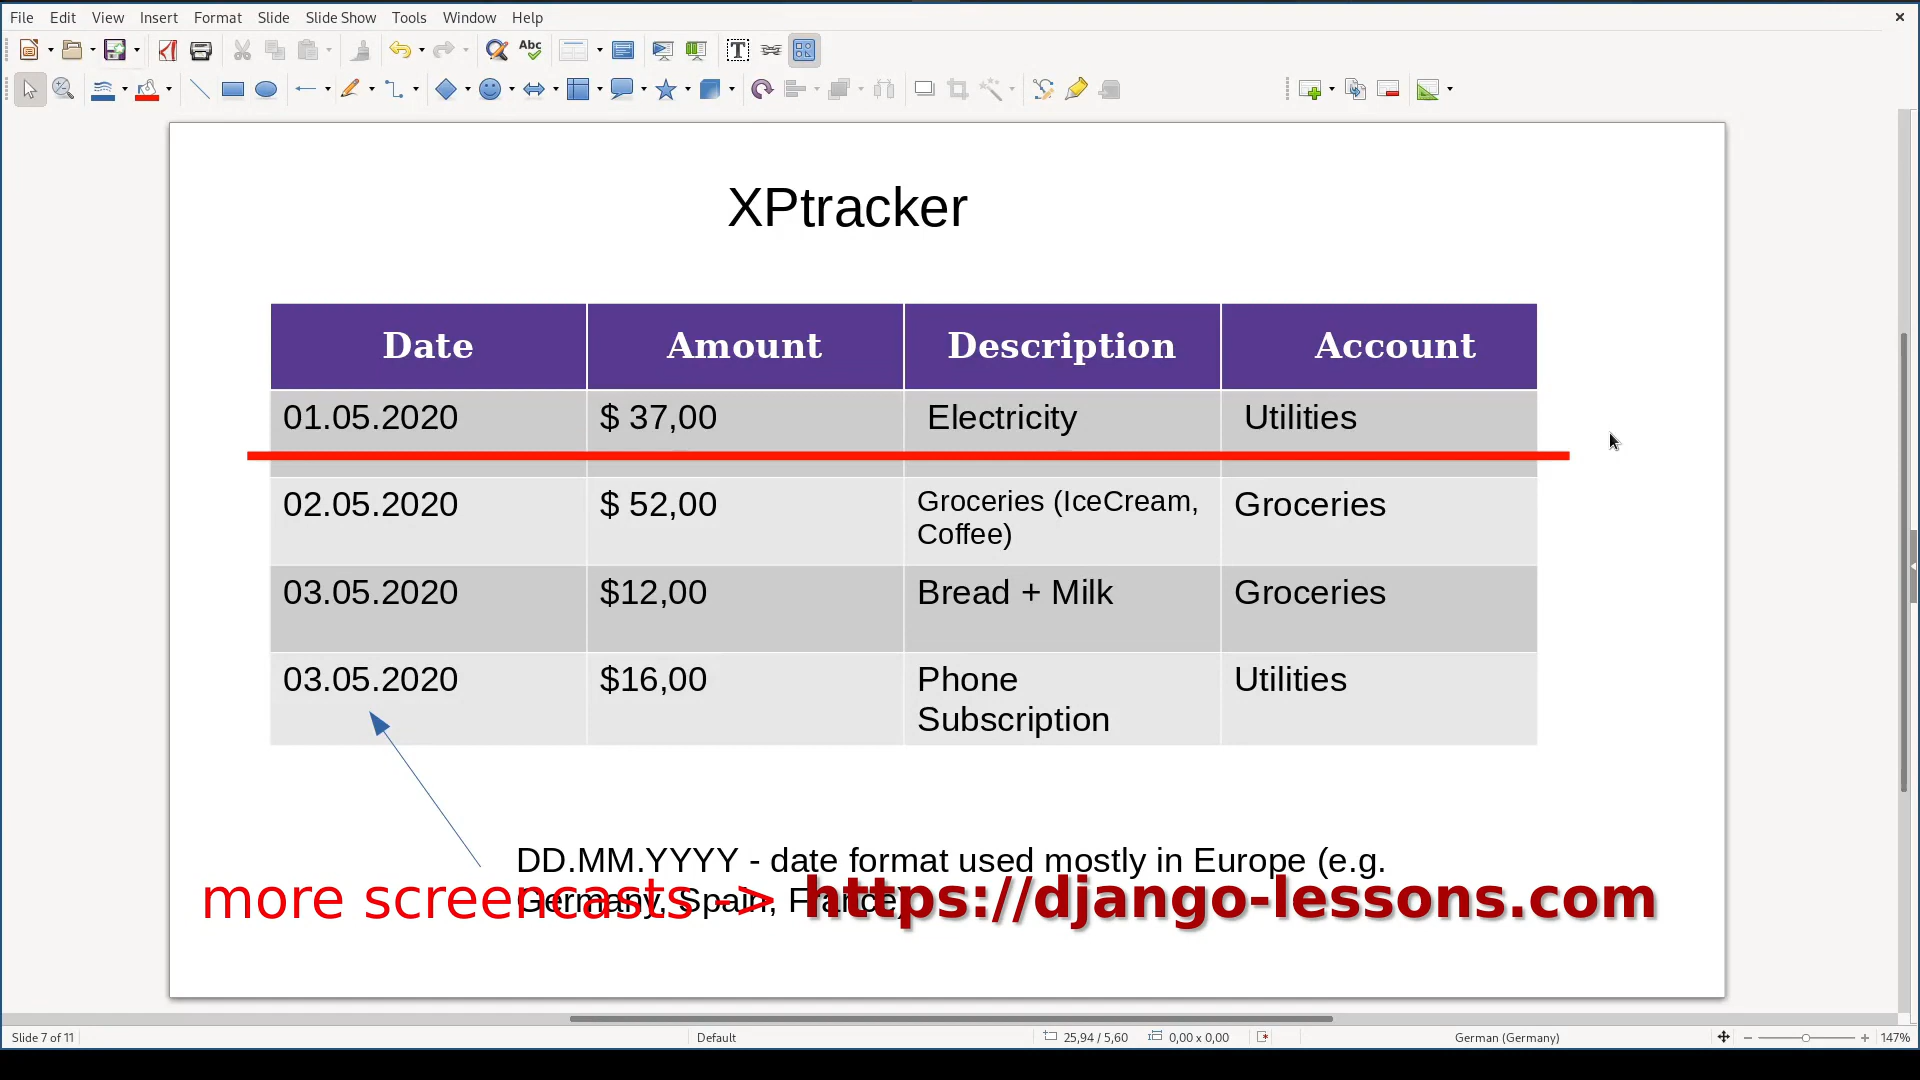 File Edit View Insert Format Slide Slide Show Tools Window Help
Abc
T
XPtracker
Date Amount Description Account
01.05.2020 $ 37,00 Electricity Utilities
02.05.2020 $ 52,00 Groceries (IceCream, Coffee) Groceries
03.05.2020 $12,00 Bread + Milk Groceries
03.05.2020 $16,00 Phone Subscription Utilities
DD.MM.YYYY - date format used mostly in Europe (e.g.
Germany, Spain, France)
more screencasts -> https://django-lessons.com
Slide 7 of 11 Default 25,94 / 5,60 0,00 x 0,00 German (Germany) 147%